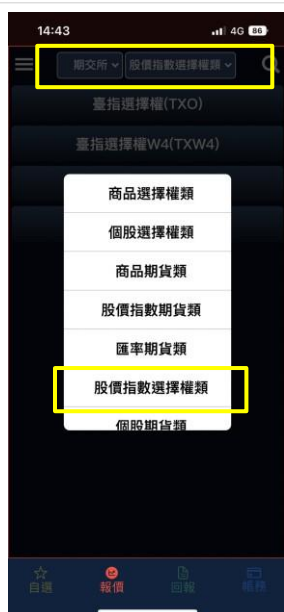 14:43 4G 86
期交所 股價指數選擇權類
臺指選擇權(TXO)
臺指選擇權W4(TXW4)
商品選擇權類
個股選擇權類
商品期貨類
股價指數期貨類
匯率期貨類
股價指數選擇權類
個股期貨類
自選 報價 回報 帳務